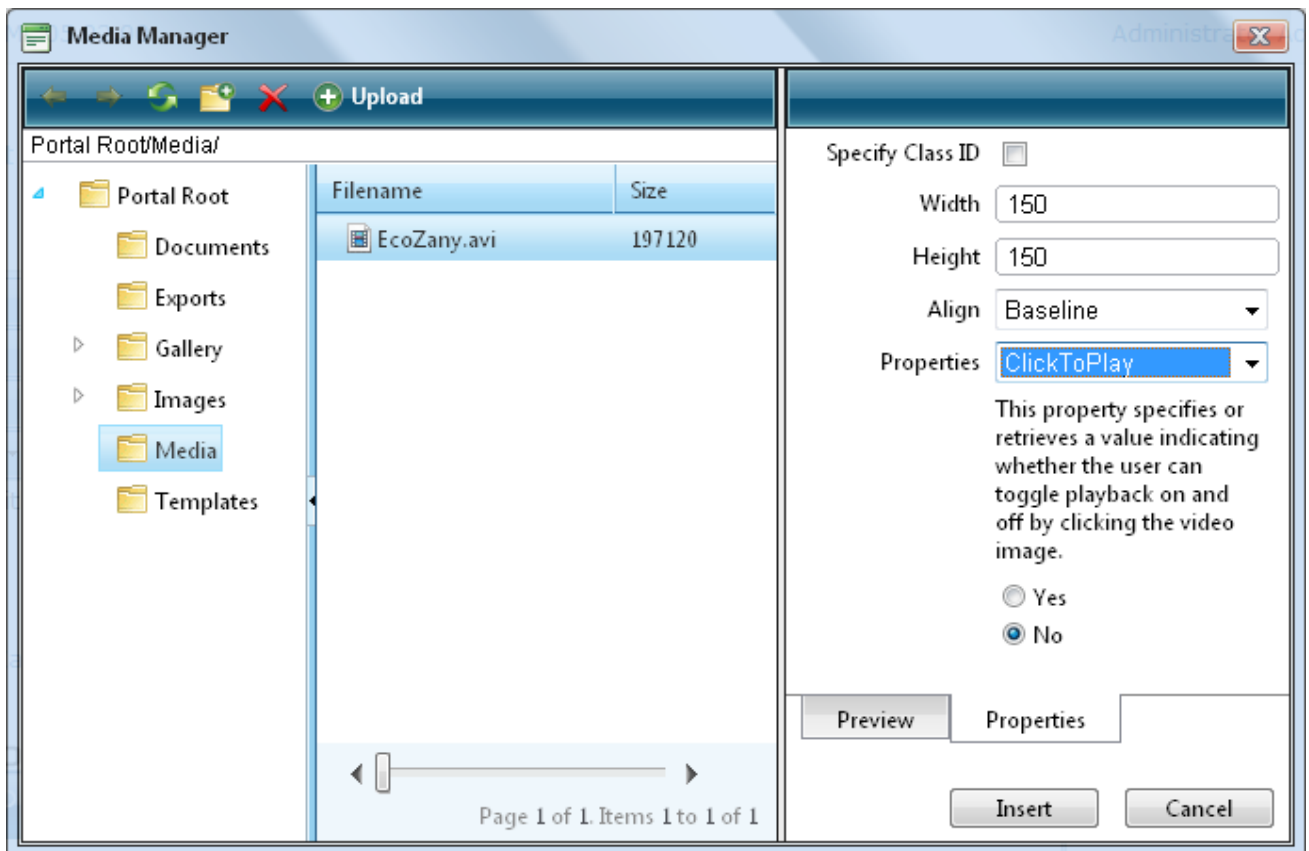 Media Manager
Upload
Portal Root/Media/
Portal Root
Documents
Exports
Gallery
Images
Media
Templates
Filename Size
EcoZany.avi 197120
Page 1 of 1. Items 1 to 1 of 1
Specify Class ID
Width 150
Height 150
Align Baseline
Properties ClickToPlay
This property specifies or
retrieves a value indicating
whether the user can
toggle playback on and
off by clicking the video
image.
Yes
No
Preview Properties
Insert Cancel